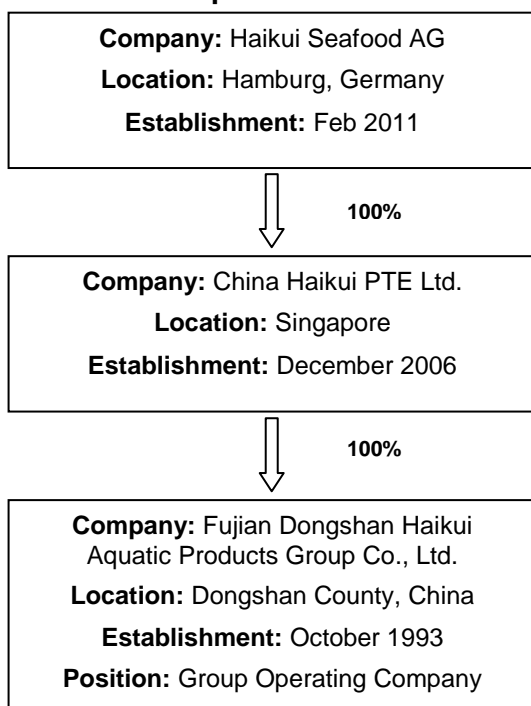 Company: Haikui Seafood AG
Location: Hamburg, Germany
Establishment: Feb 2011
100%
Company: China Haikui PTE Ltd.
Location: Singapore
Establishment: December 2006
100%
Company: Fujian Dongshan Haikui
Aquatic Products Group Co., Ltd.
Location: Dongshan County, China
Establishment: October 1993
Position: Group Operating Company